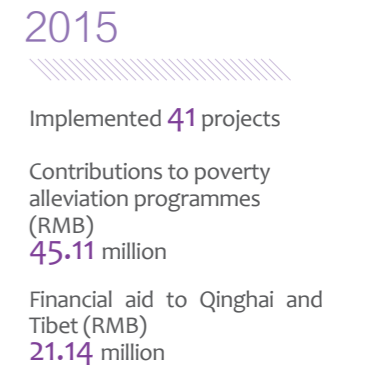 2015
Implemented 41 projects
Contributions to poverty
alleviation programmes
(RMB)
45.11 million
Financial aid to Qinghai and
Tibet (RMB)
21.14 million